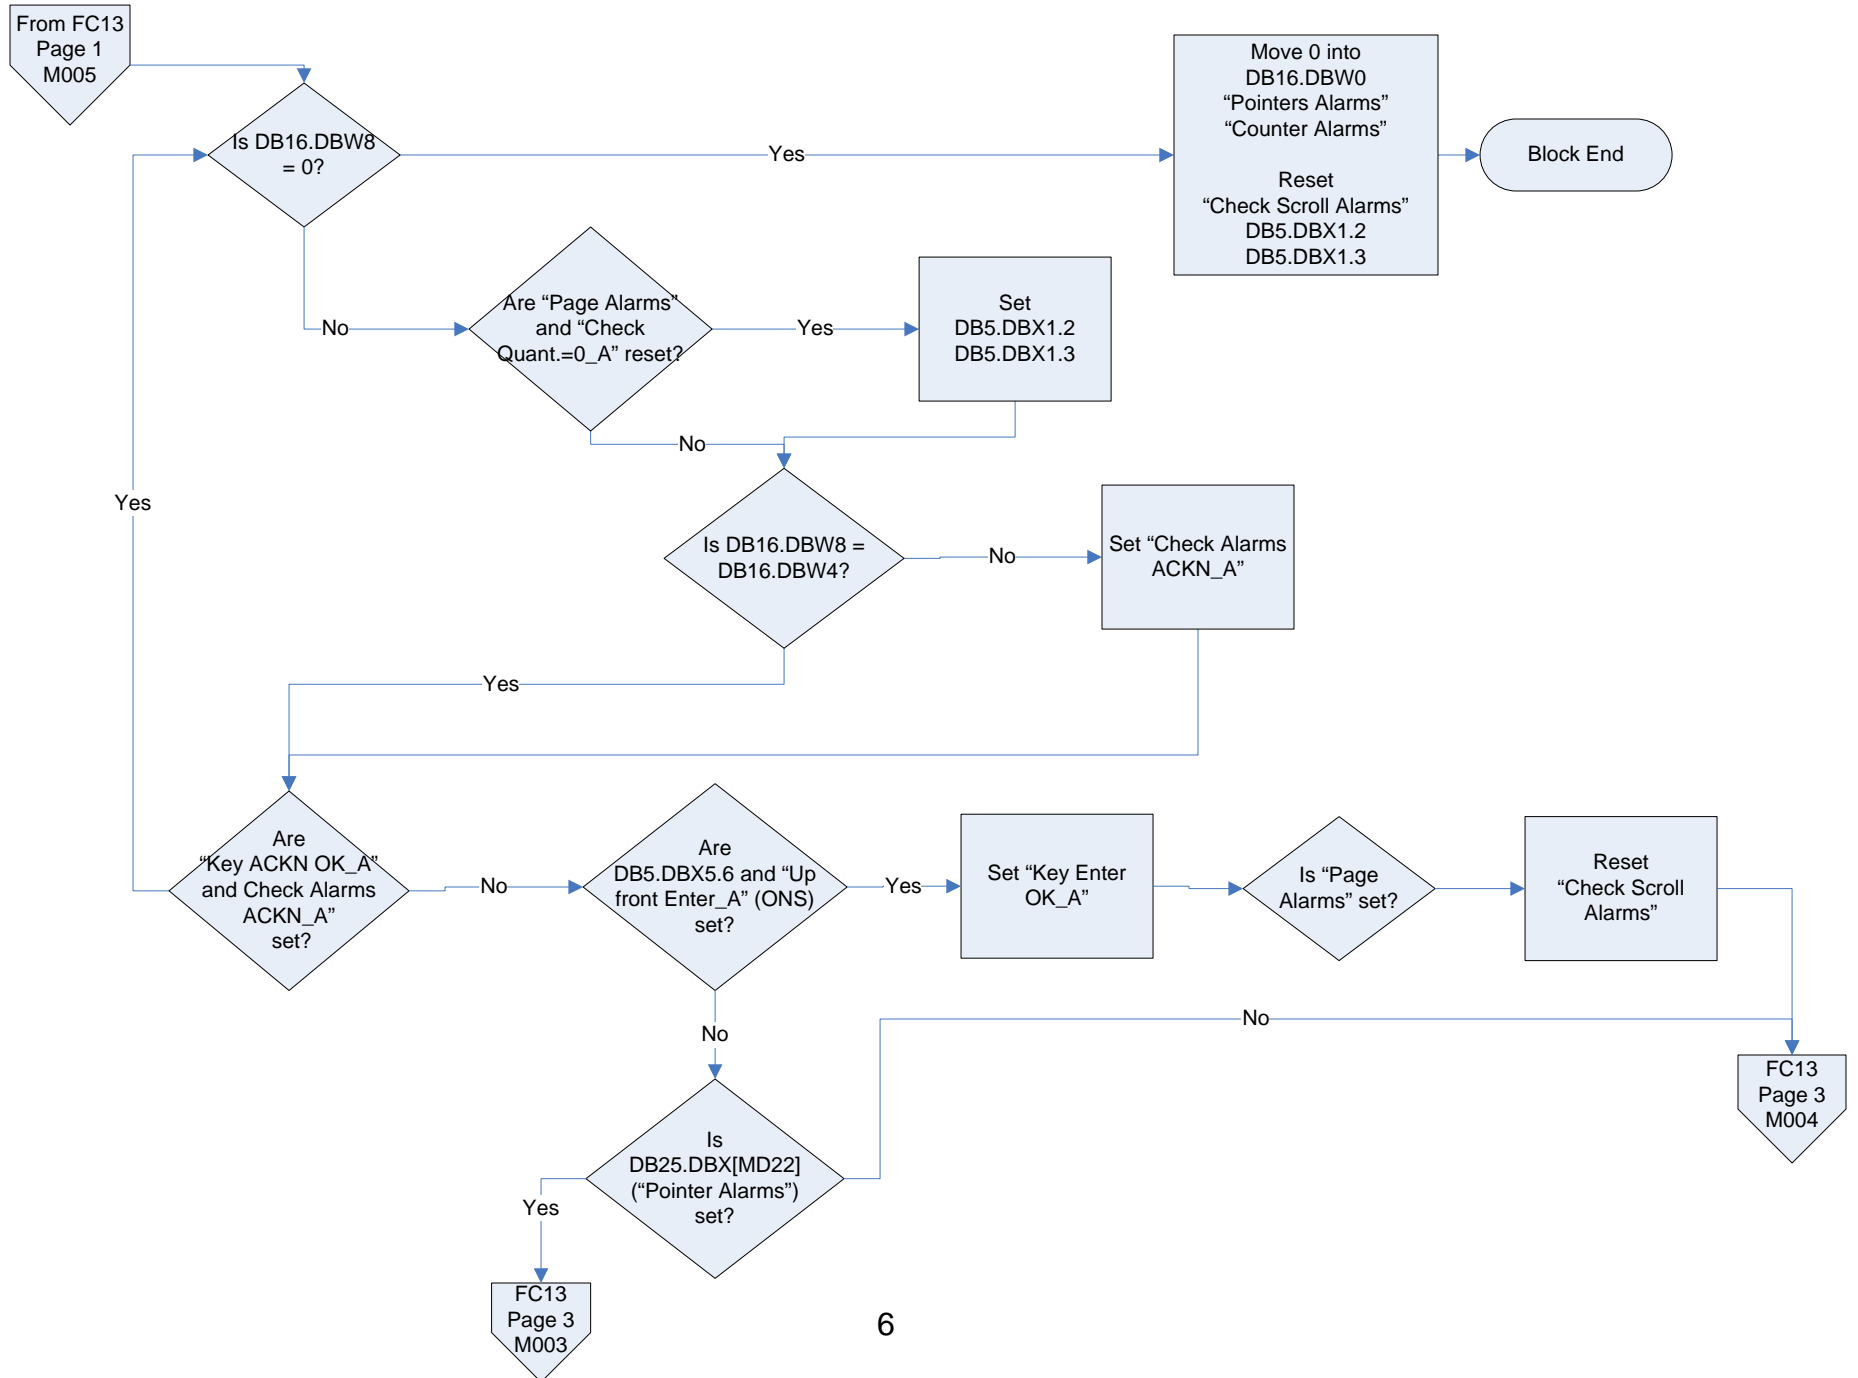 From FC13
Page 1
M005
Is DB16.DBW8
= 0?
Yes
Move 0 into
DB16.DBW0
“Pointers Alarms”
“Counter Alarms”
Reset
“Check Scroll Alarms”
DB5.DBX1.2
DB5.DBX1.3
Block End
No
Are “Page Alarms”
and “Check
Quant.=0_A” reset?
Yes
Set
DB5.DBX1.2
DB5.DBX1.3
No
Yes
Is DB16.DBW8 =
DB16.DBW4?
No
Set “Check Alarms
ACKN_A”
Yes
Are
“Key ACKN OK_A”
and Check Alarms
ACKN_A”
set?
No
Are
DB5.DBX5.6 and “Up
front Enter_A” (ONS)
set?
Yes
Set “Key Enter
OK_A”
Is “Page
Alarms” set?
Reset
“Check Scroll
Alarms”
No
No
Is
DB25.DBX[MD22]
(“Pointer Alarms”)
set?
Yes
FC13
Page 3
M004
FC13
Page 3
M003
6